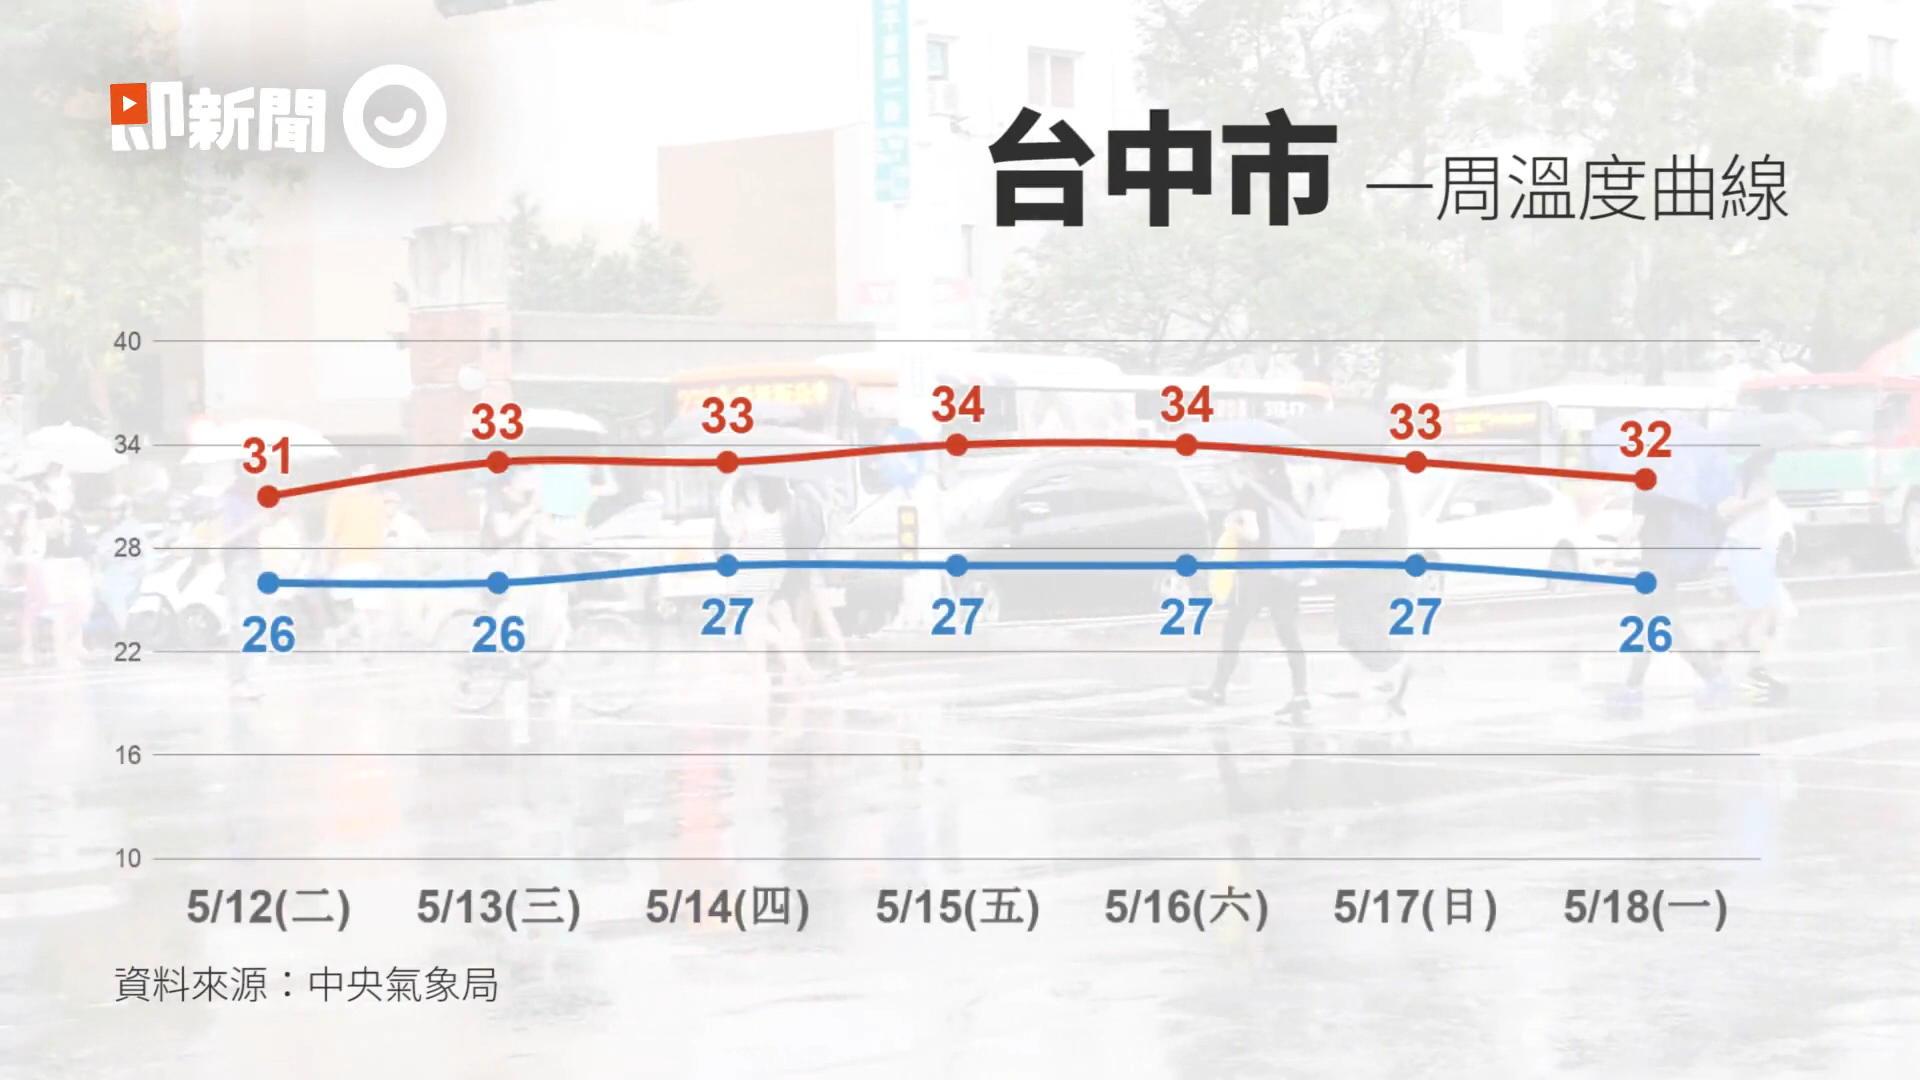 即新聞
台中市 一周溫度曲線
40
34
28
22
16
10
31 33 33 34 34 33 32
26 26 27 27 27 27 26
5/12(二) 5/13(三) 5/14(四) 5/15(五) 5/16(六) 5/17(日) 5/18(一)
資料來源：中央氣象局